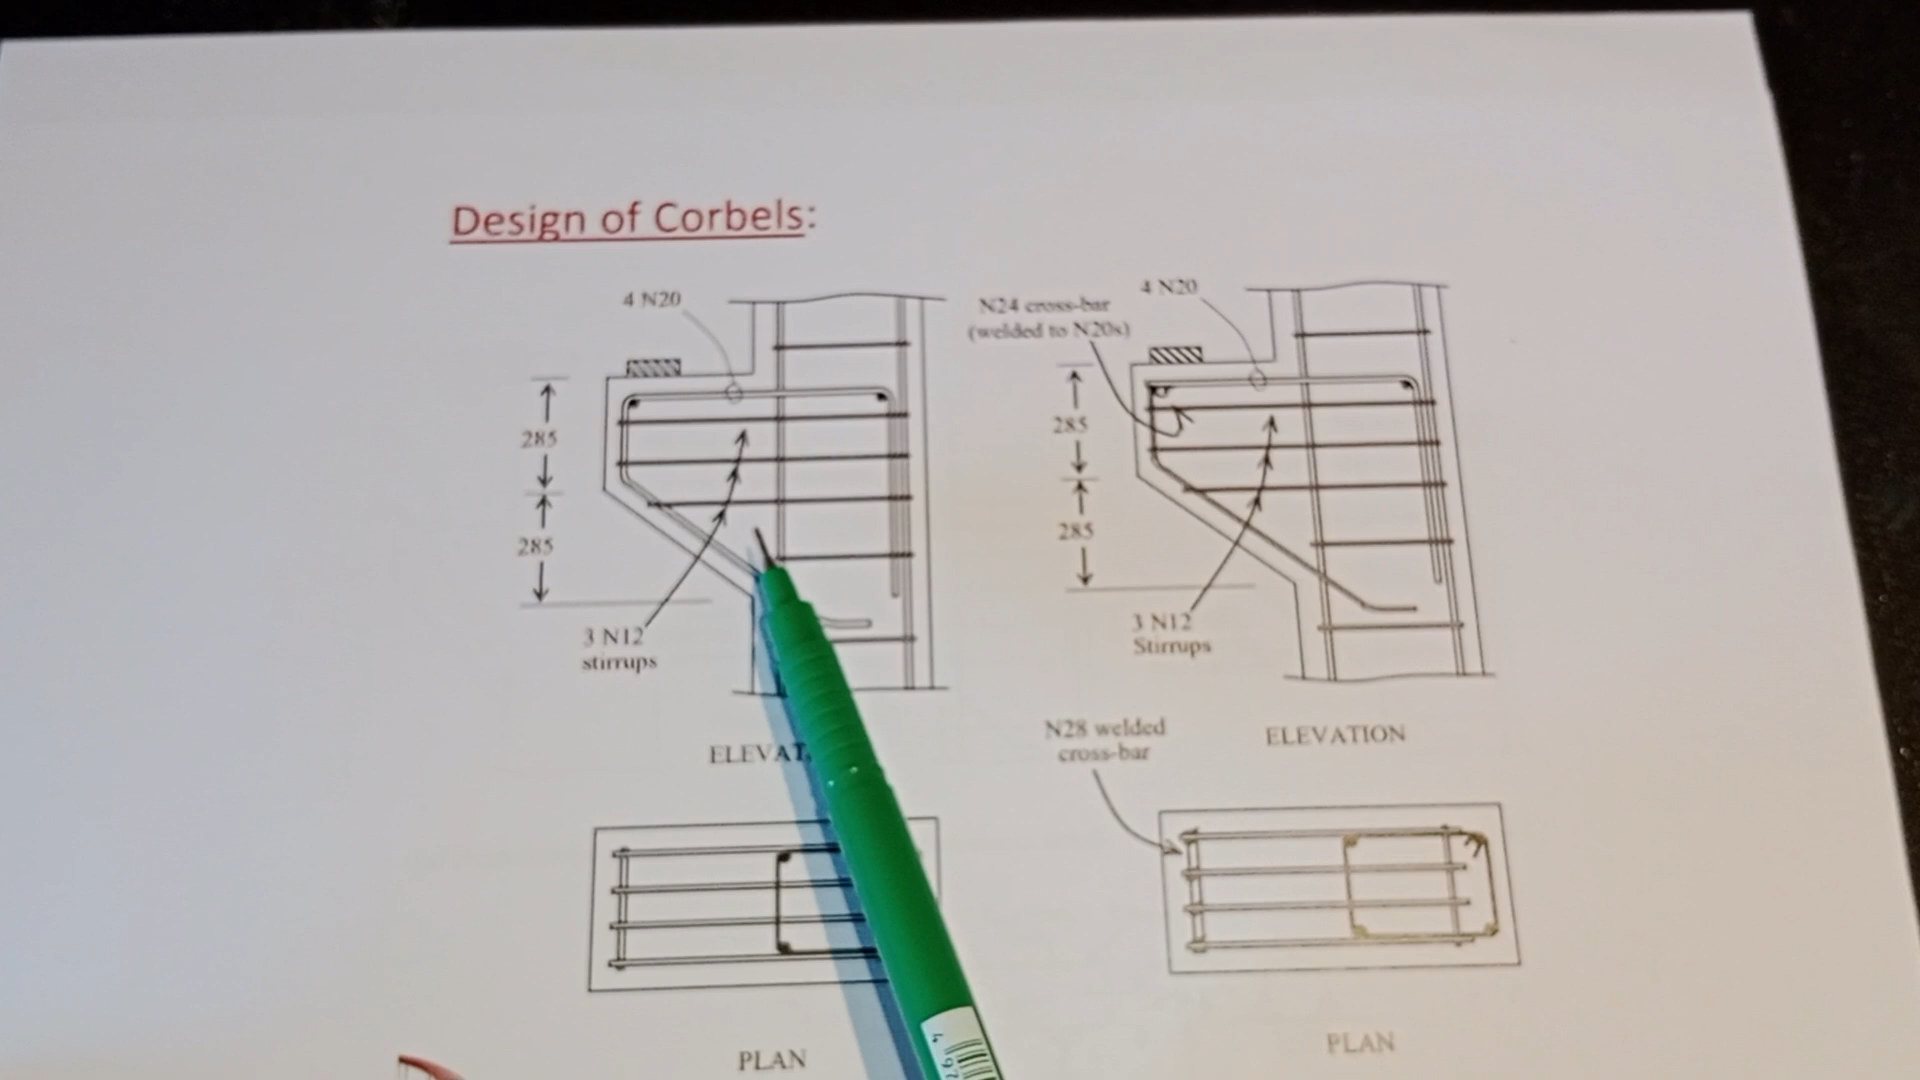 Design of Corbels:
4 N20
285
285
3 N12
stirrups
PLAN
N24 cross-bar
(welded to N20s)
4 N20
285
285
3 N12
Stirrups
ELEVATION
N28 welded
cross-bar
PLAN